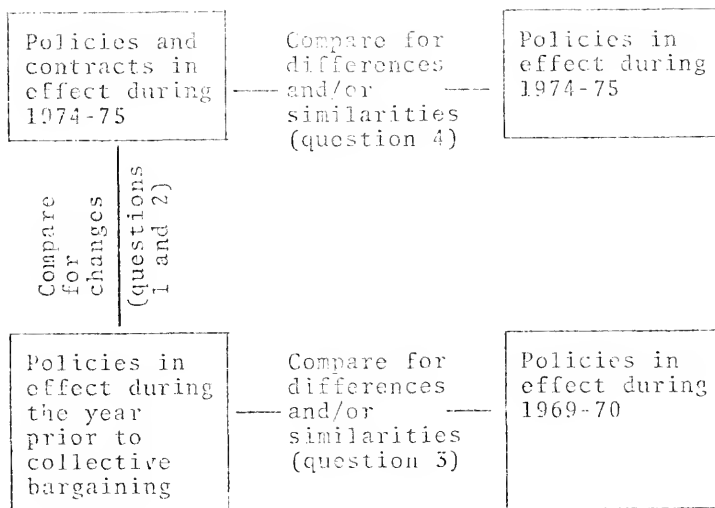 Policies and
contracts in
effect during
1974-75
Compare for
differences
and/or
similarities
(question 4)
Policies in
effect during
1974-75
Compare
for
changes
(questions
1 and 2)
Policies in
effect during
the year
prior to
collective
bargaining
Compare for
differences
and/or
similarities
(question 3)
Policies in
effect during
1969-70